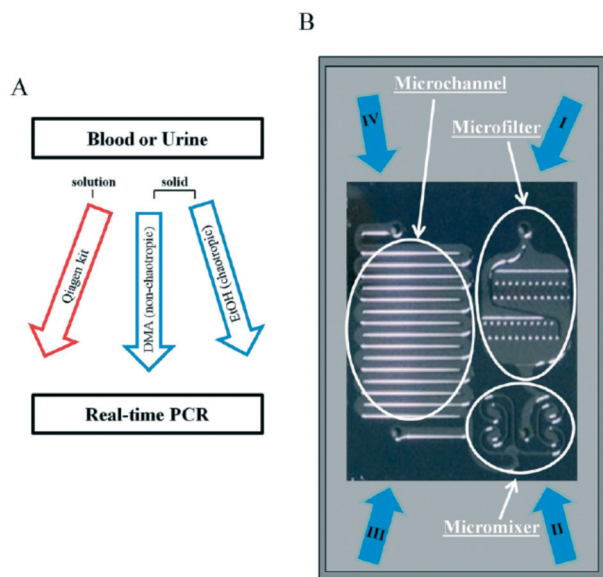 A
Blood or Urine
solution
solid
Qiagen kit
DMA (non-chaotropic)
EtOH (chaotropic)
Real-time PCR
B
Microchannel
Microfilter
IV
I
III
II
Micromixer